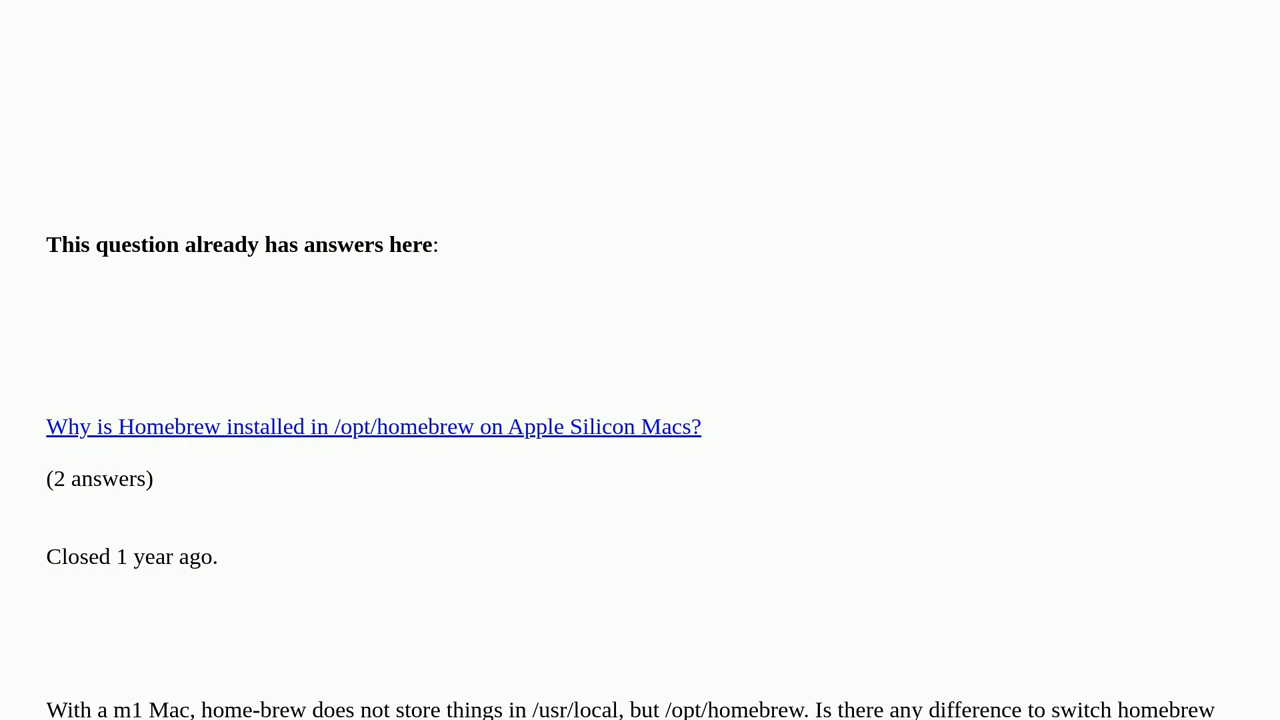 This question already has answers here:
Why is Homebrew installed in /opt/homebrew on Apple Silicon Macs?
(2 answers)
Closed 1 year ago.
With a m1 Mac, home-brew does not store things in /usr/local, but /opt/homebrew. Is there any difference to switch homebrew